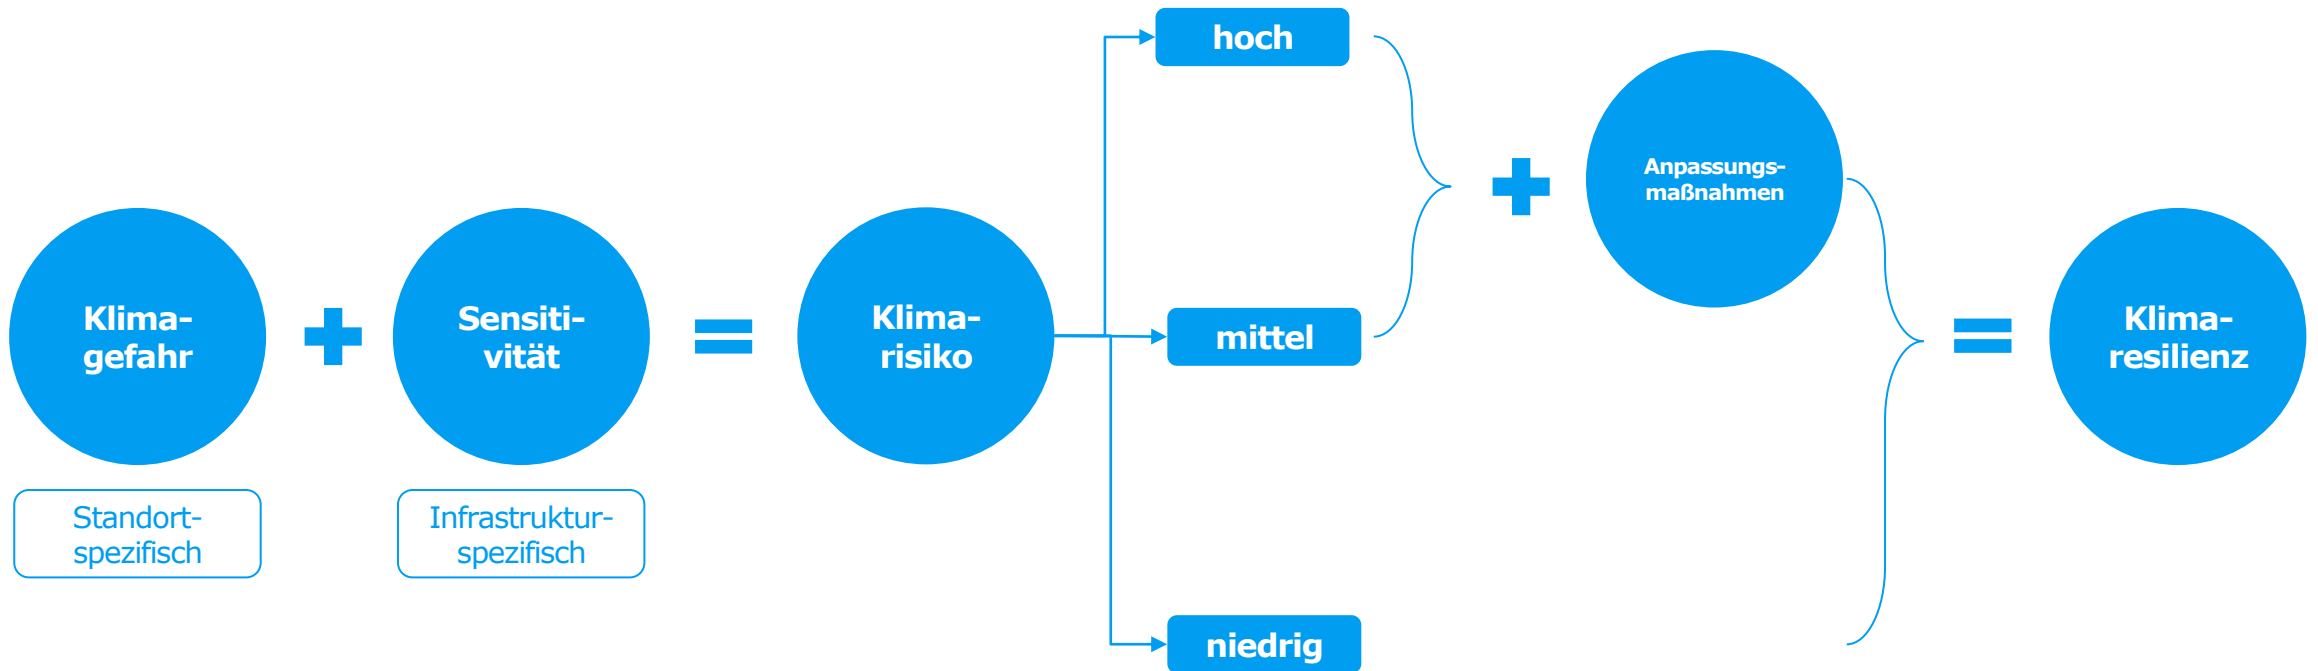 Klima-
gefahr
Standort-
spezifisch
Sensiti-
vität
Infrastruktur-
spezifisch
Klima-
risiko
hoch
mittel
niedrig
Anpassungs-
maßnahmen
Klima-
resilienz